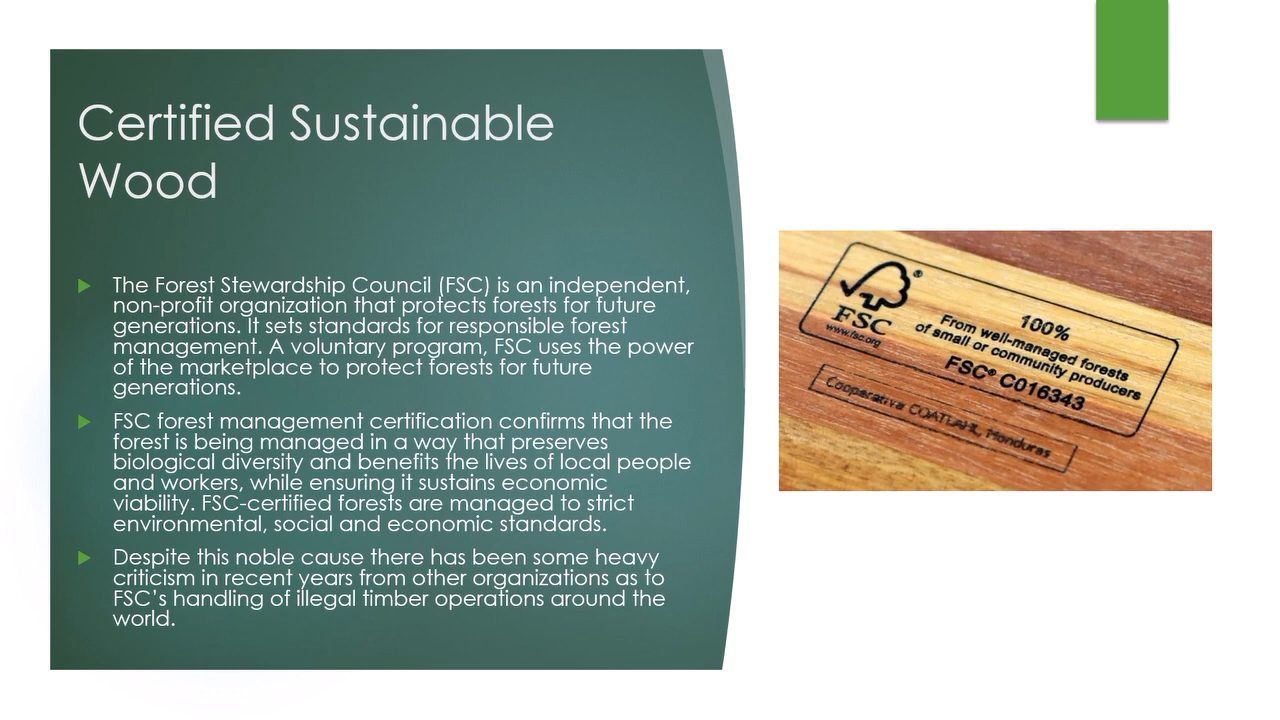 Certified Sustainable
Wood
The Forest Stewardship Council (FSC) is an independent,
non-profit organization that protects forests for future
generations. It sets standards for responsible forest
management. A voluntary program, FSC uses the power
of the marketplace to protect forests for future
generations.
FSC forest management certification confirms that the
forest is being managed in a way that preserves
biological diversity and benefits the lives of local people
and workers, while ensuring it sustains economic
viability. FSC-certified forests are managed to strict
environmental, social and economic standards.
Despite this noble cause there has been some heavy
criticism in recent years from other organizations as to
FSC’s handling of illegal timber operations around the
world.
®
FSC
www.fsc.org
100%
From well-managed forests
of small or community producers
FSC® C016343
Cooperativa COATLAHL, Honduras